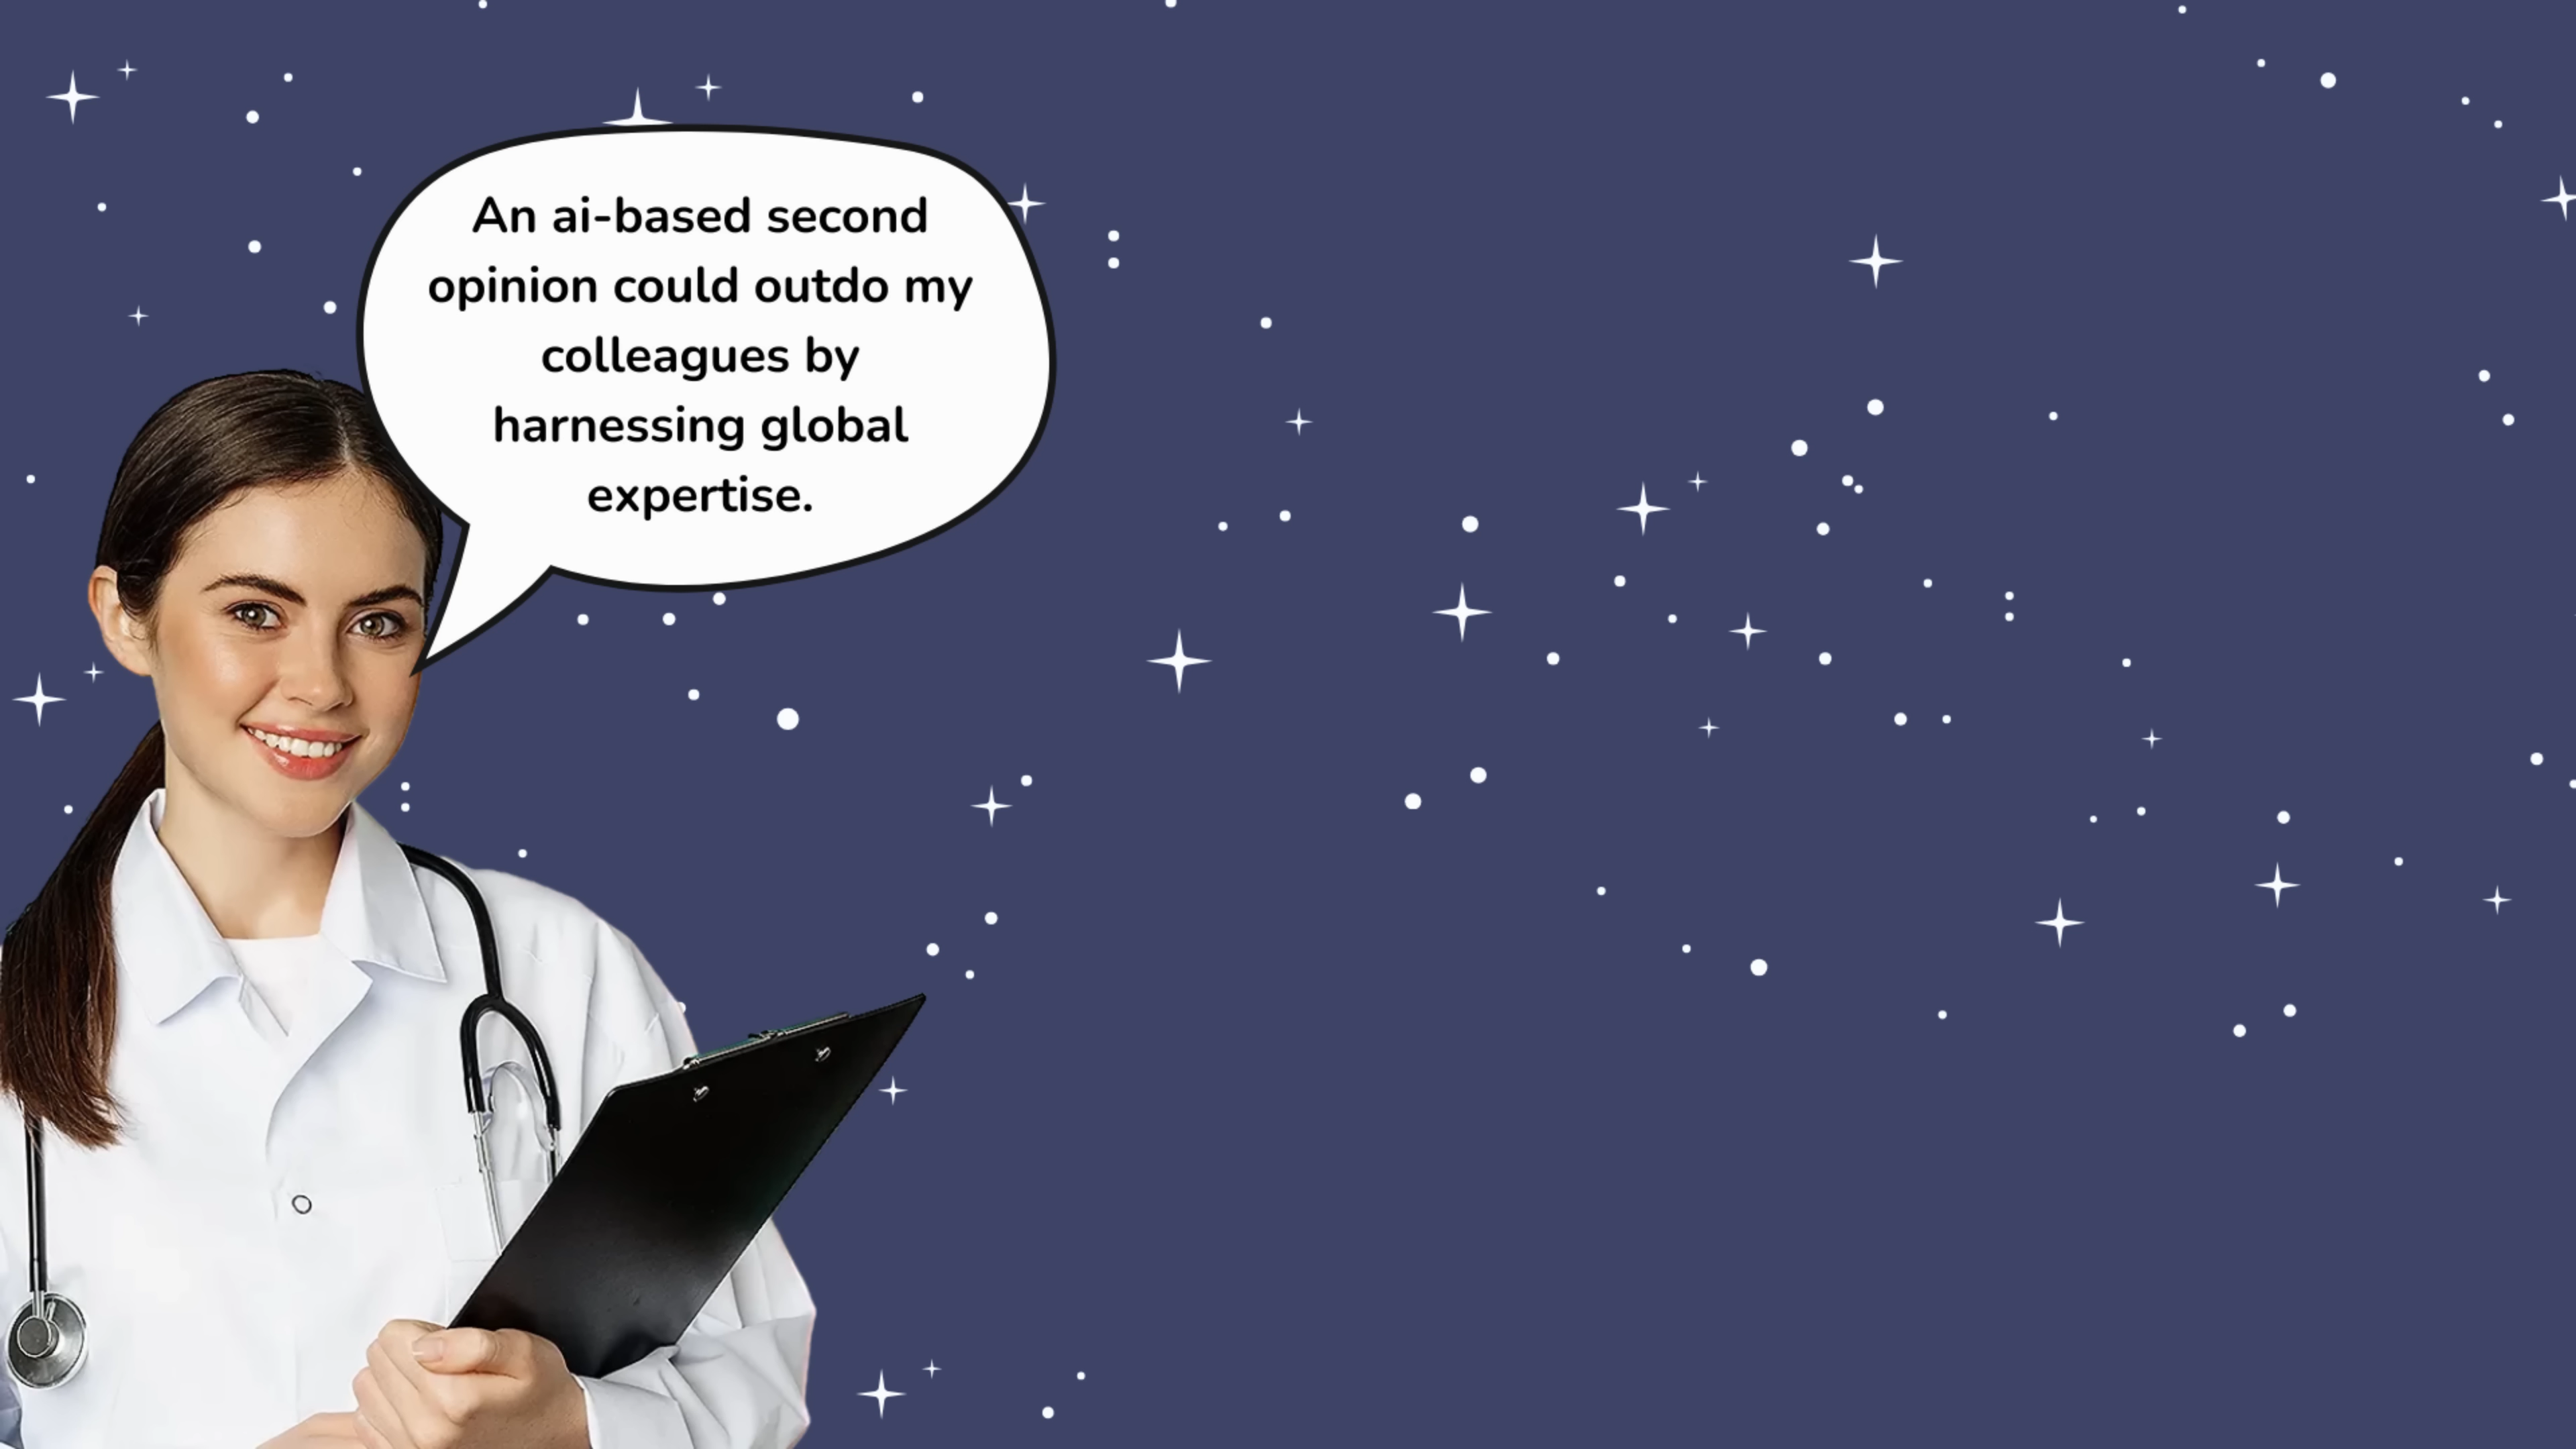 An ai-based second
opinion could outdo my
colleagues by
harnessing global
expertise.